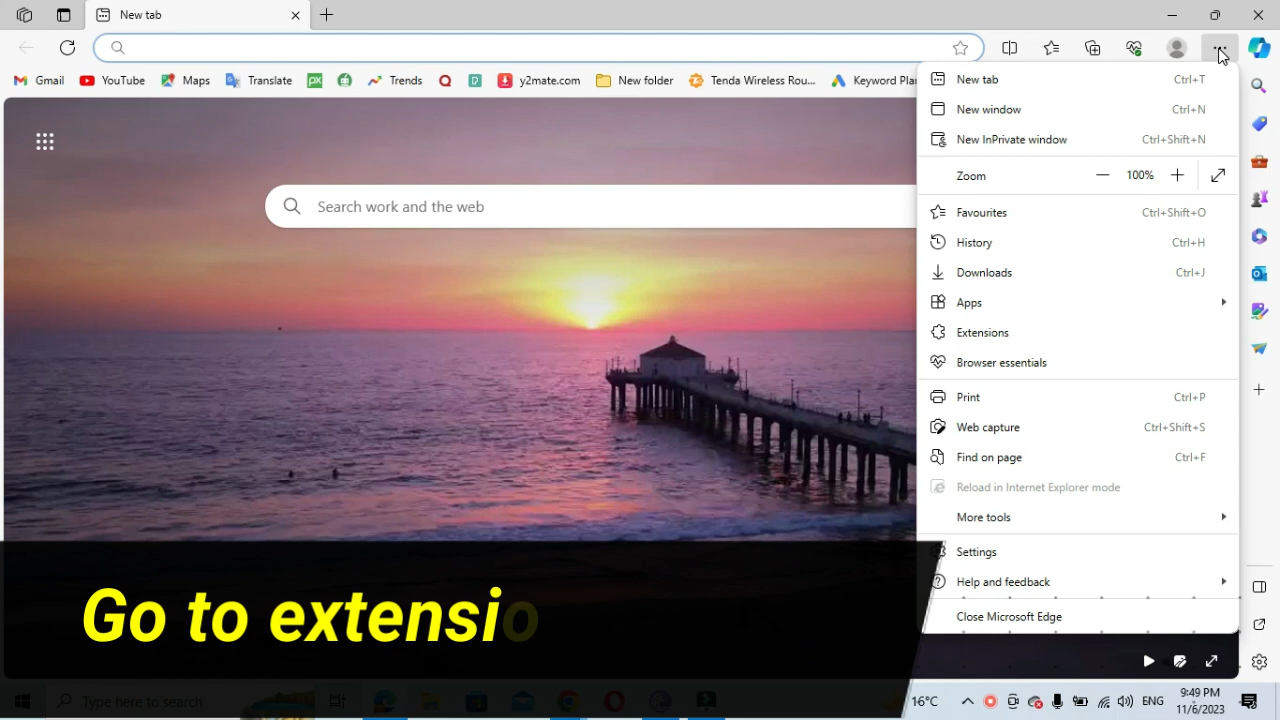 New tab
Gmail
YouTube
Maps
Translate
Trends
y2mate.com
New folder
Tenda Wireless Rou...
Keyword Pla
Search work and the web
New tab Ctrl+T
New window Ctrl+N
New InPrivate window Ctrl+Shift+N
Zoom 100%
Favourites Ctrl+Shift+O
History Ctrl+H
Downloads Ctrl+J
Apps
Extensions
Browser essentials
Print Ctrl+P
Web capture Ctrl+Shift+S
Find on page Ctrl+F
Reload in Internet Explorer mode
More tools
Settings
Help and feedback
Close Microsoft Edge
Go to extensio
Type here to search
16°C
ENG
9:49 PM
11/6/2023